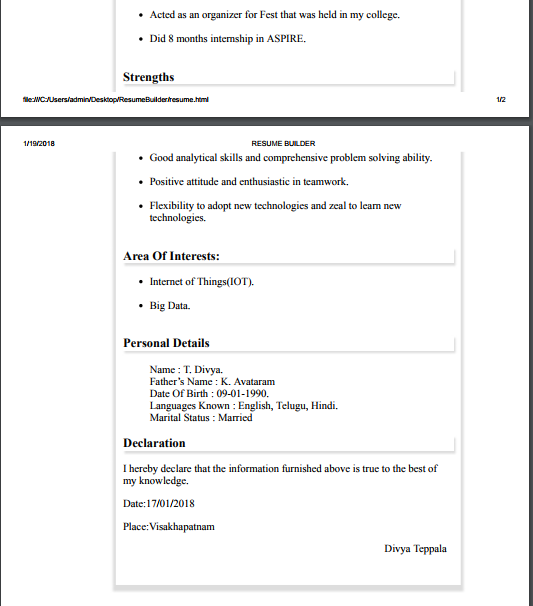 Acted as an organizer for Fest that was held in my college.
Did 8 months internship in ASPIRE.
Strengths
file:///C:/Users/admin/Desktop/ResumeBuilder/resume.html 1/2
1/19/2018 RESUME BUILDER
Good analytical skills and comprehensive problem solving ability.
Positive attitude and enthusiastic in teamwork.
Flexibility to adopt new technologies and zeal to learn new
technologies.
Area Of Interests:
Internet of Things(IOT).
Big Data.
Personal Details
Name : T. Divya.
Father's Name : K. Avataram
Date Of Birth : 09-01-1990.
Languages Known : English, Telugu, Hindi.
Marital Status : Married
Declaration
I hereby declare that the information furnished above is true to the best of
my knowledge.
Date:17/01/2018
Place:Visakhapatnam
Divya Teppala